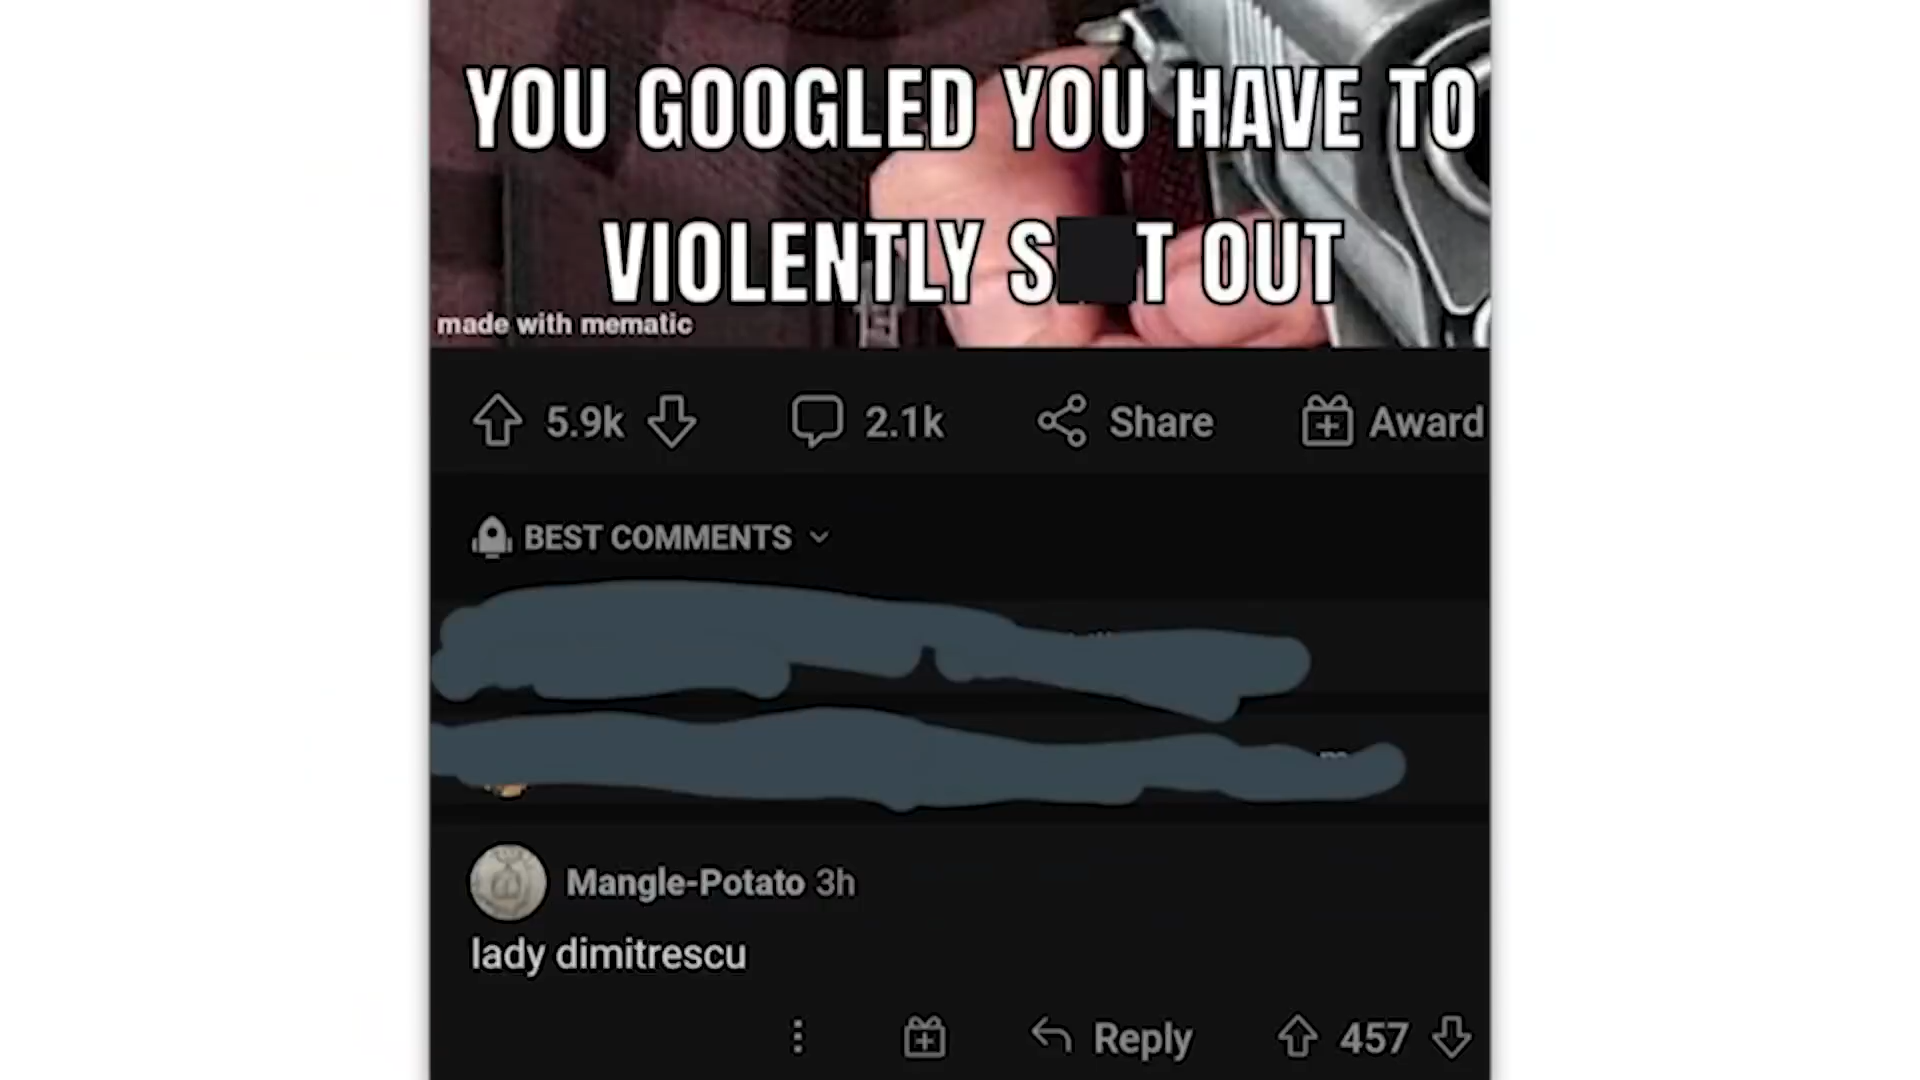 YOU GOOGLED YOU HAVE TO
VIOLENTLY S T OUT
made with mematic
5.9k 2.1k Share Award
BEST COMMENTS
Mangle-Potato 3h
lady dimitrescu
Reply 457